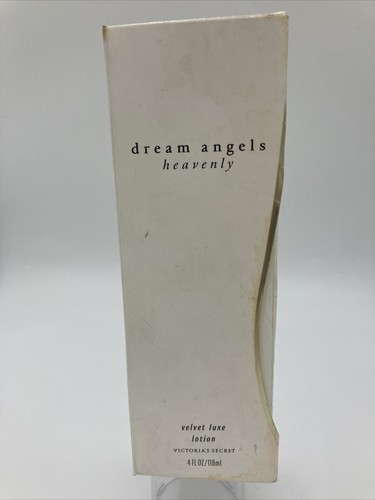 dream angels
heavenly
velvet luxe
lotion
VICTORIA'S SECRET
4 FL OZ/118ml